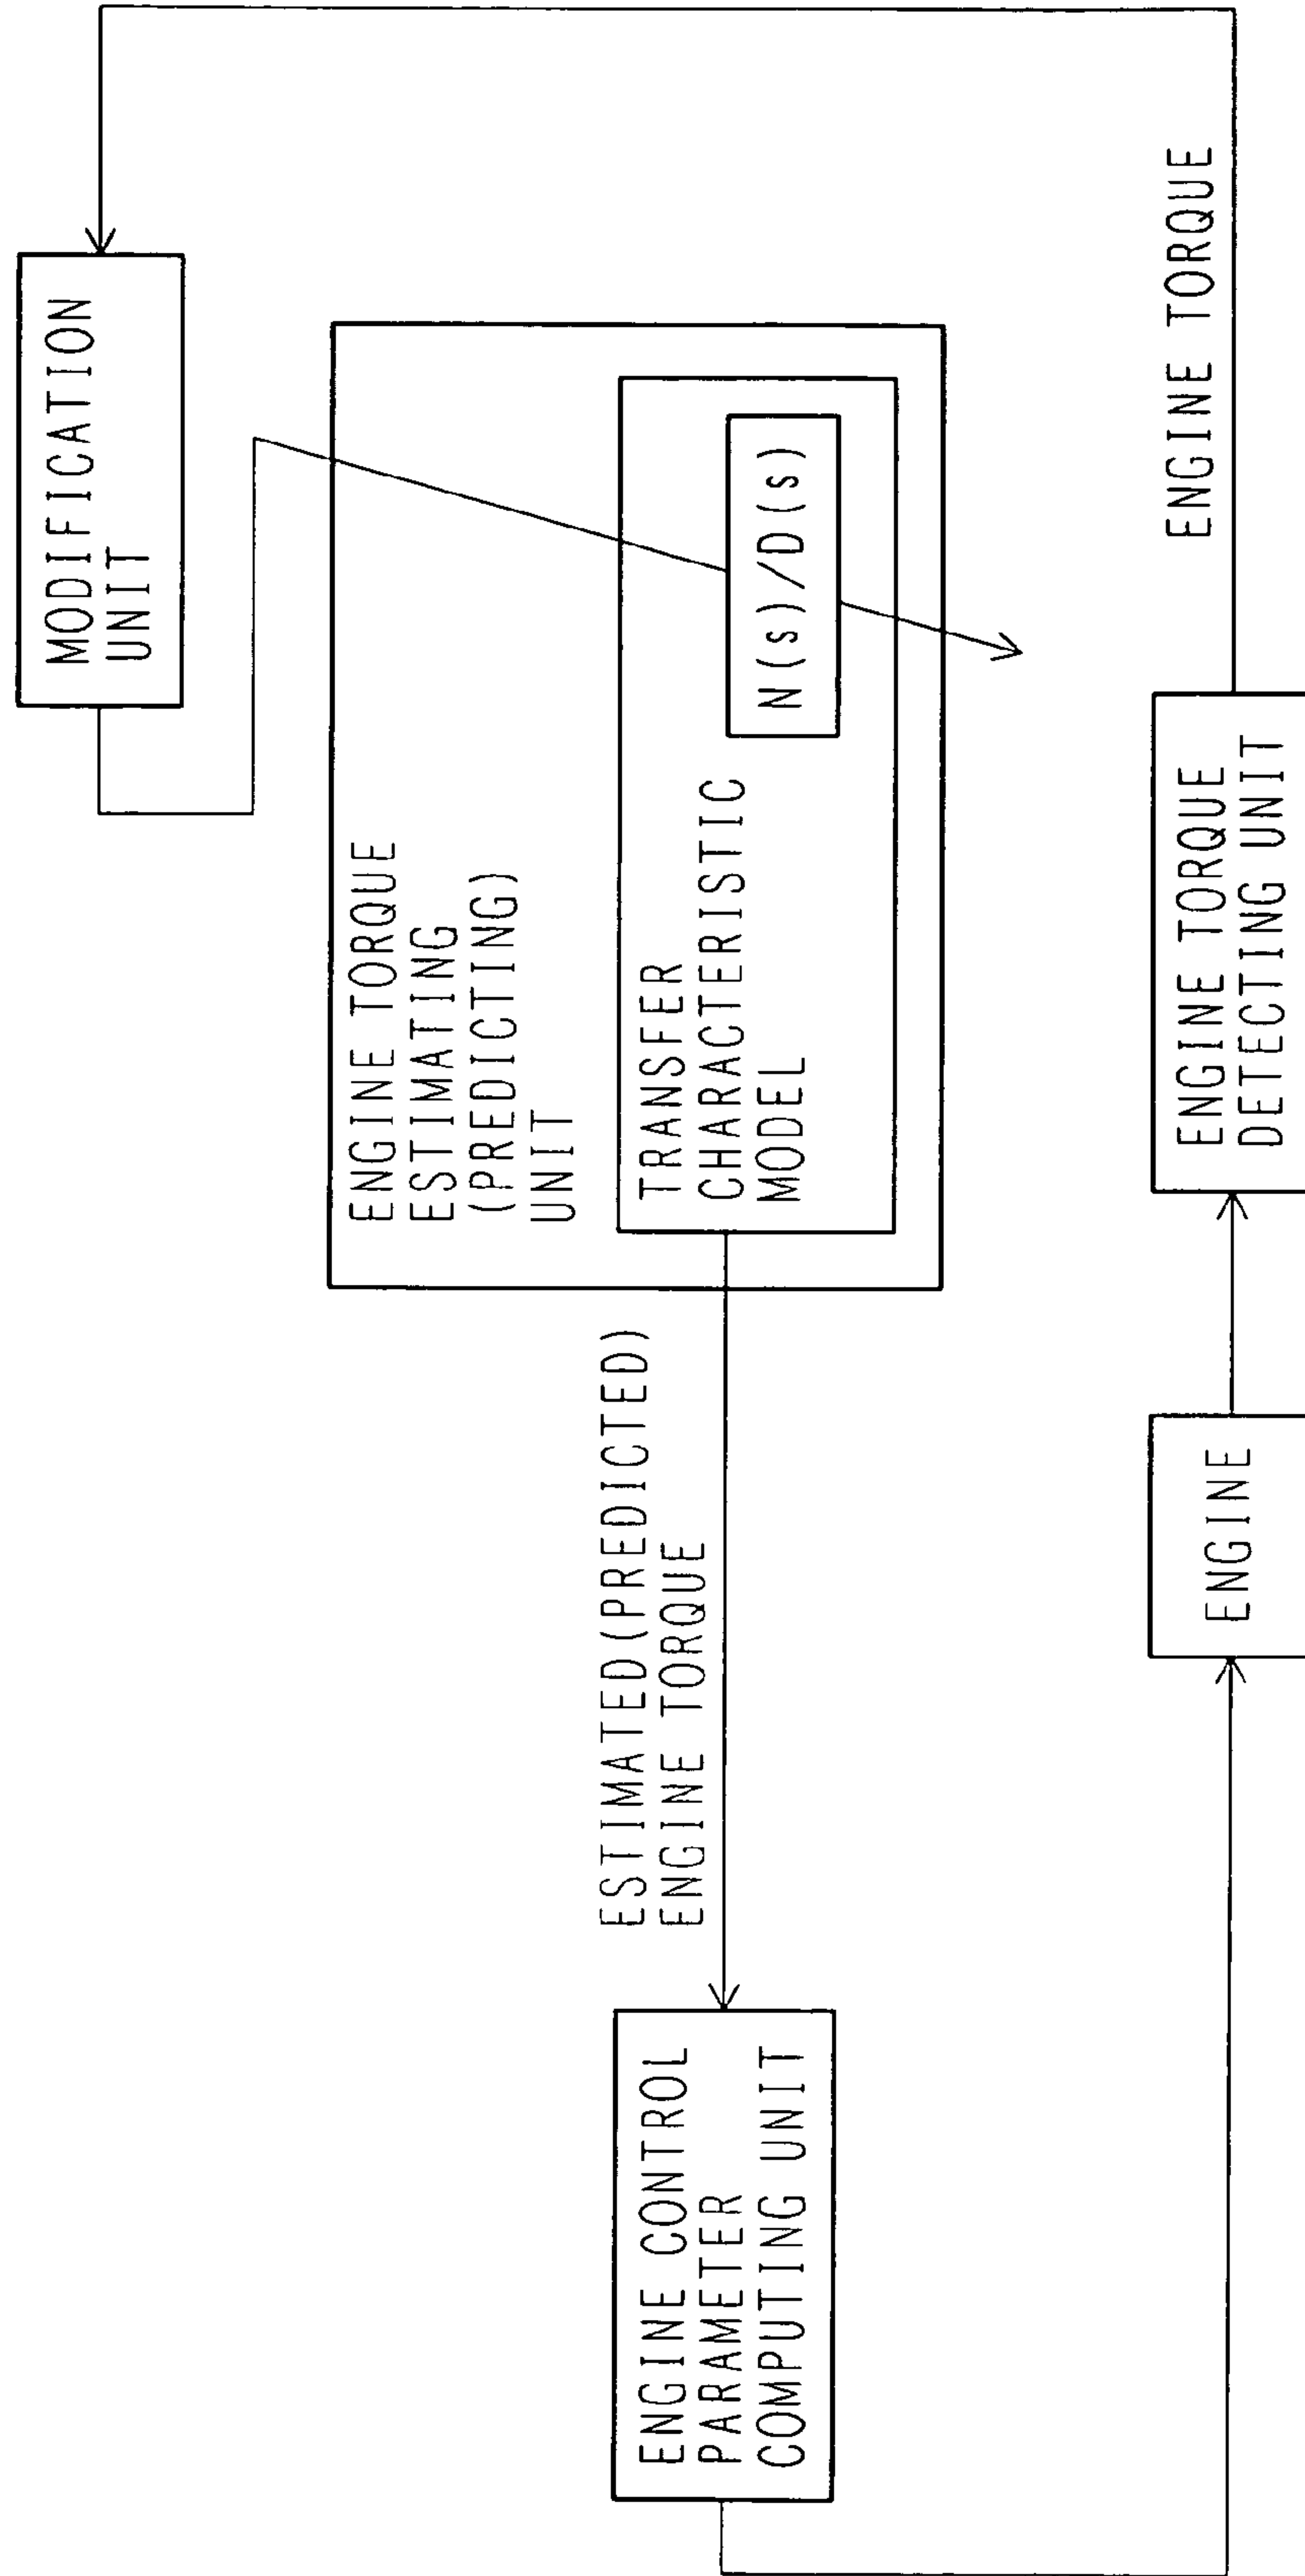 MODIFICATION
UNIT
ENGINE TORQUE
ESTIMATING
(PREDICTING)
UNIT
TRANSFER
CHARACTERISTIC
MODEL
N(s)/D(s)
ESTIMATED(PREDICTED)
ENGINE TORQUE
ENGINE CONTROL
PARAMETER
COMPUTING UNIT
ENGINE
ENGINE TORQUE
DETECTING UNIT
ENGINE TORQUE